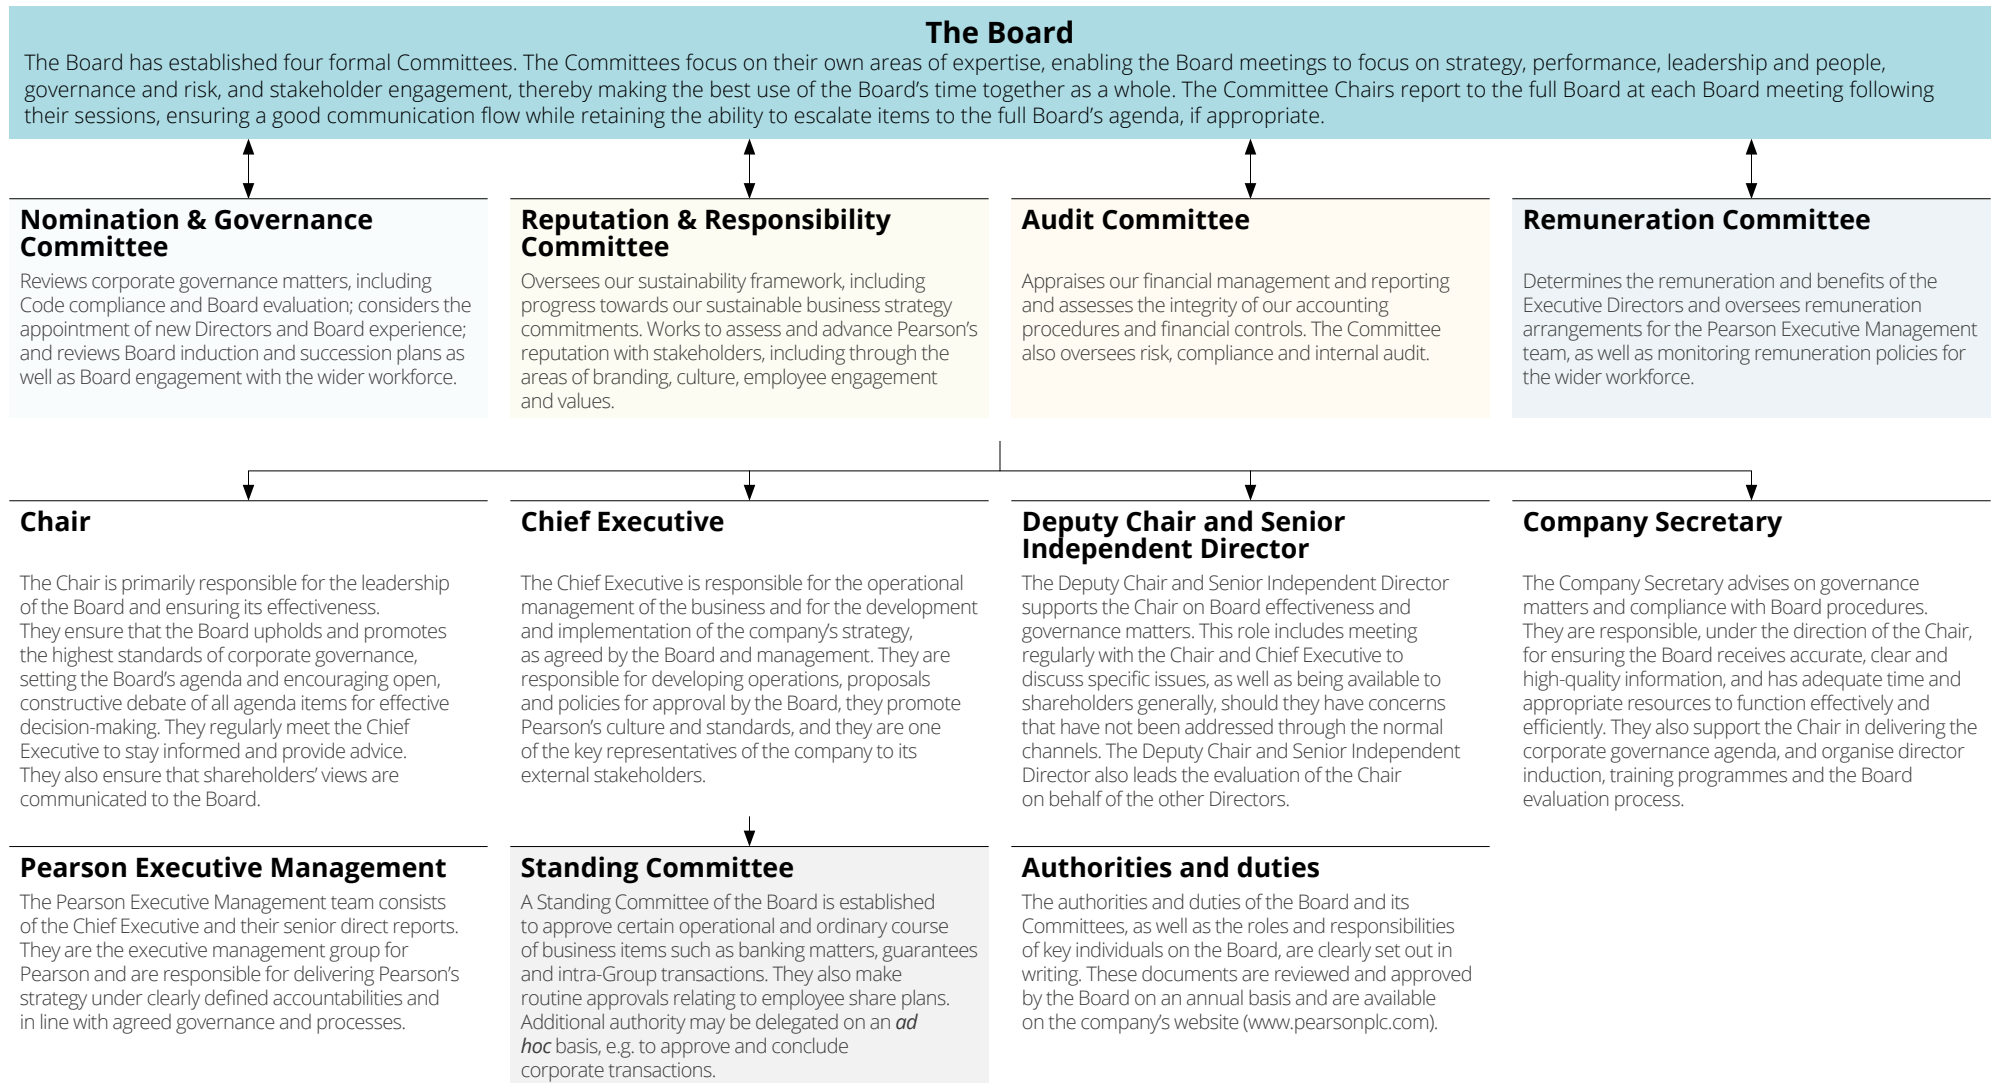 The Board
The Board has established four formal Committees. The Committees focus on their own areas of expertise, enabling the Board meetings to focus on strategy, performance, leadership and people,
governance and risk, and stakeholder engagement, thereby making the best use of the Board’s time together as a whole. The Committee Chairs report to the full Board at each Board meeting following
their sessions, ensuring a good communication flow while retaining the ability to escalate items to the full Board’s agenda, if appropriate.
Nomination & Governance
Committee
Reviews corporate governance matters, including
Code compliance and Board evaluation; considers the
appointment of new Directors and Board experience;
and reviews Board induction and succession plans as
well as Board engagement with the wider workforce.
Reputation & Responsibility
Committee
Oversees our sustainability framework, including
progress towards our sustainable business strategy
commitments. Works to assess and advance Pearson’s
reputation with stakeholders, including through the
areas of branding, culture, employee engagement
and values.
Audit Committee
Appraises our financial management and reporting
and assesses the integrity of our accounting
procedures and financial controls. The Committee
also oversees risk, compliance and internal audit.
Remuneration Committee
Determines the remuneration and benefits of the
Executive Directors and oversees remuneration
arrangements for the Pearson Executive Management
team, as well as monitoring remuneration policies for
the wider workforce.
Chair
The Chair is primarily responsible for the leadership
of the Board and ensuring its effectiveness.
They ensure that the Board upholds and promotes
the highest standards of corporate governance,
setting the Board’s agenda and encouraging open,
constructive debate of all agenda items for effective
decision-making. They regularly meet the Chief
Executive to stay informed and provide advice.
They also ensure that shareholders’ views are
communicated to the Board.
Chief Executive
The Chief Executive is responsible for the operational
management of the business and for the development
and implementation of the company’s strategy,
as agreed by the Board and management. They are
responsible for developing operations, proposals
and policies for approval by the Board, they promote
Pearson’s culture and standards, and they are one
of the key representatives of the company to its
external stakeholders.
Deputy Chair and Senior
Independent Director
The Deputy Chair and Senior Independent Director
supports the Chair on Board effectiveness and
governance matters. This role includes meeting
regularly with the Chair and Chief Executive to
discuss specific issues, as well as being available to
shareholders generally, should they have concerns
that have not been addressed through the normal
channels. The Deputy Chair and Senior Independent
Director also leads the evaluation of the Chair
on behalf of the other Directors.
Company Secretary
The Company Secretary advises on governance
matters and compliance with Board procedures.
They are responsible, under the direction of the Chair,
for ensuring the Board receives accurate, clear and
high-quality information, and has adequate time and
appropriate resources to function effectively and
efficiently. They also support the Chair in delivering the
corporate governance agenda, and organise director
induction, training programmes and the Board
evaluation process.
Pearson Executive Management
The Pearson Executive Management team consists
of the Chief Executive and their senior direct reports.
They are the executive management group for
Pearson and are responsible for delivering Pearson’s
strategy under clearly defined accountabilities and
in line with agreed governance and processes.
Standing Committee
A Standing Committee of the Board is established
to approve certain operational and ordinary course
of business items such as banking matters, guarantees
and intra-Group transactions. They also make
routine approvals relating to employee share plans.
Additional authority may be delegated on an ad
hoc basis, e.g. to approve and conclude
corporate transactions.
Authorities and duties
The authorities and duties of the Board and its
Committees, as well as the roles and responsibilities
of key individuals on the Board, are clearly set out in
writing. These documents are reviewed and approved
by the Board on an annual basis and are available
on the company’s website (www.pearsonplc.com).